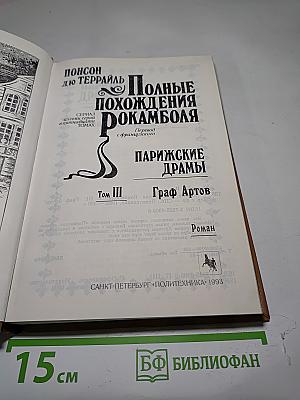 ПОНСОН
ДЮ ТЕРРАЙЛЬ
ПОЛНЫЕ
ПОХОЖДЕНИЯ
РОКАМБОЛЯ
Перевод
с французского
ПАРИЖСКИЕ
ДРАМЫ
Том III
Граф Артов
Роман
САНКТ-ПЕТЕРБУРГ «ПОЛИТЕХНИКА» 1993
15 см
БФ БИБЛИОФАН